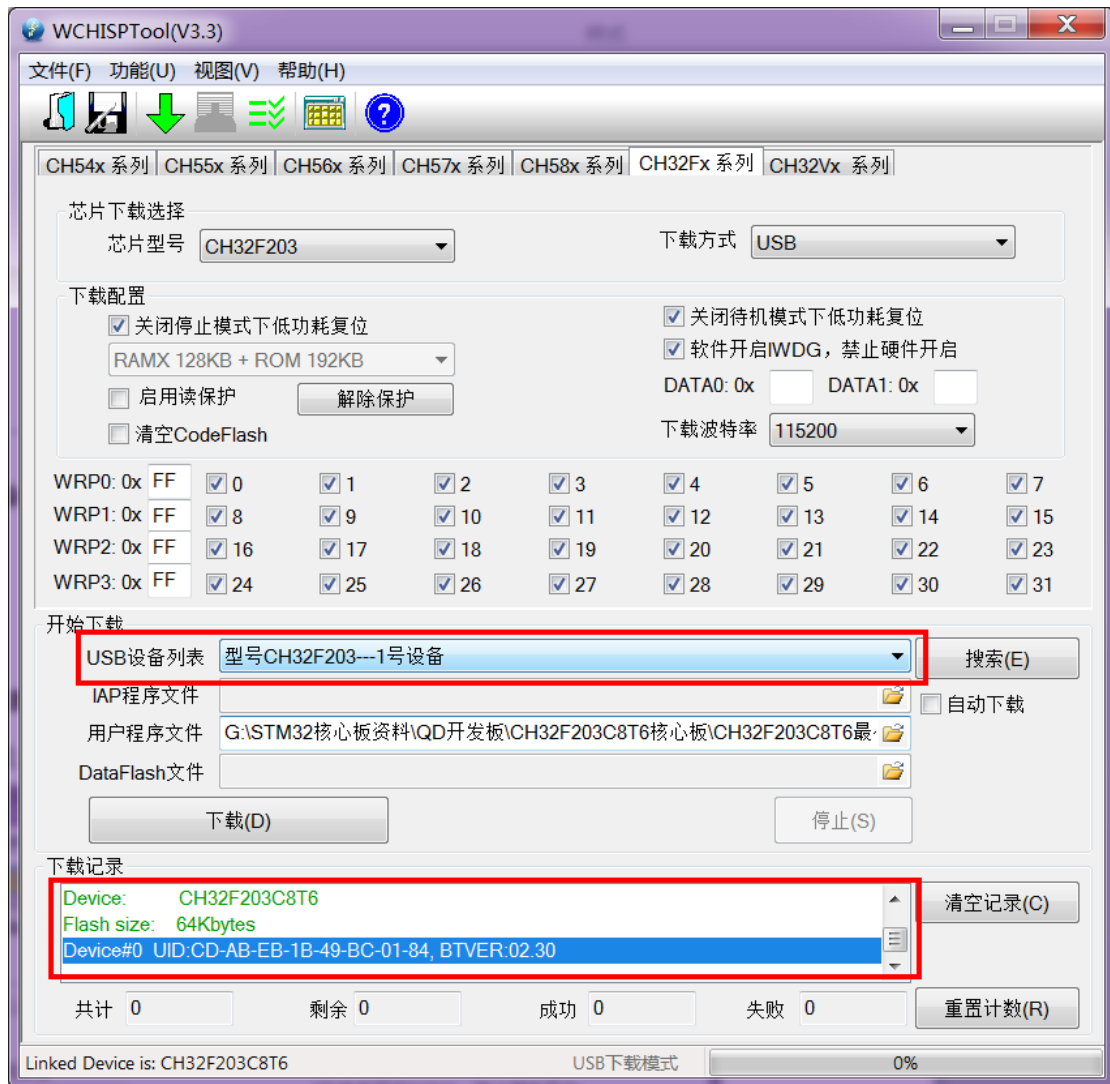 WCHISPTool(V3.3)
文件(F) 功能(U) 视图(V) 帮助(H)
CH54x 系列 CH55x 系列 CH56x 系列 CH57x 系列 CH58x 系列 CH32Fx 系列 CH32Vx 系列
芯片下载选择
芯片型号 CH32F203 下载方式 USB
下载配置
关闭停止模式下低功耗复位 关闭待机模式下低功耗复位
RAMX 128KB + ROM 192KB 软件开启IWDG，禁止硬件开启
启用读保护 解除保护 DATA0: 0x DATA1: 0x
清空CodeFlash 下载波特率 115200
WRP0: 0x FF 0 1 2 3 4 5 6 7
WRP1: 0x FF 8 9 10 11 12 13 14 15
WRP2: 0x FF 16 17 18 19 20 21 22 23
WRP3: 0x FF 24 25 26 27 28 29 30 31
开始下载
USB设备列表 型号CH32F203---1号设备 搜索(E)
IAP程序文件 自动下载
用户程序文件 G:\STM32核心板资料\QD开发板\CH32F203C8T6核心板\CH32F203C8T6最
DataFlash文件
下载(D) 停止(S)
下载记录
Device: CH32F203C8T6
Flash size: 64Kbytes
Device#0 UID:CD-AB-EB-1B-49-BC-01-84, BTVER:02.30
清空记录(C)
共计 0 剩余 0 成功 0 失败 0 重置计数(R)
Linked Device is: CH32F203C8T6 USB下载模式 0%